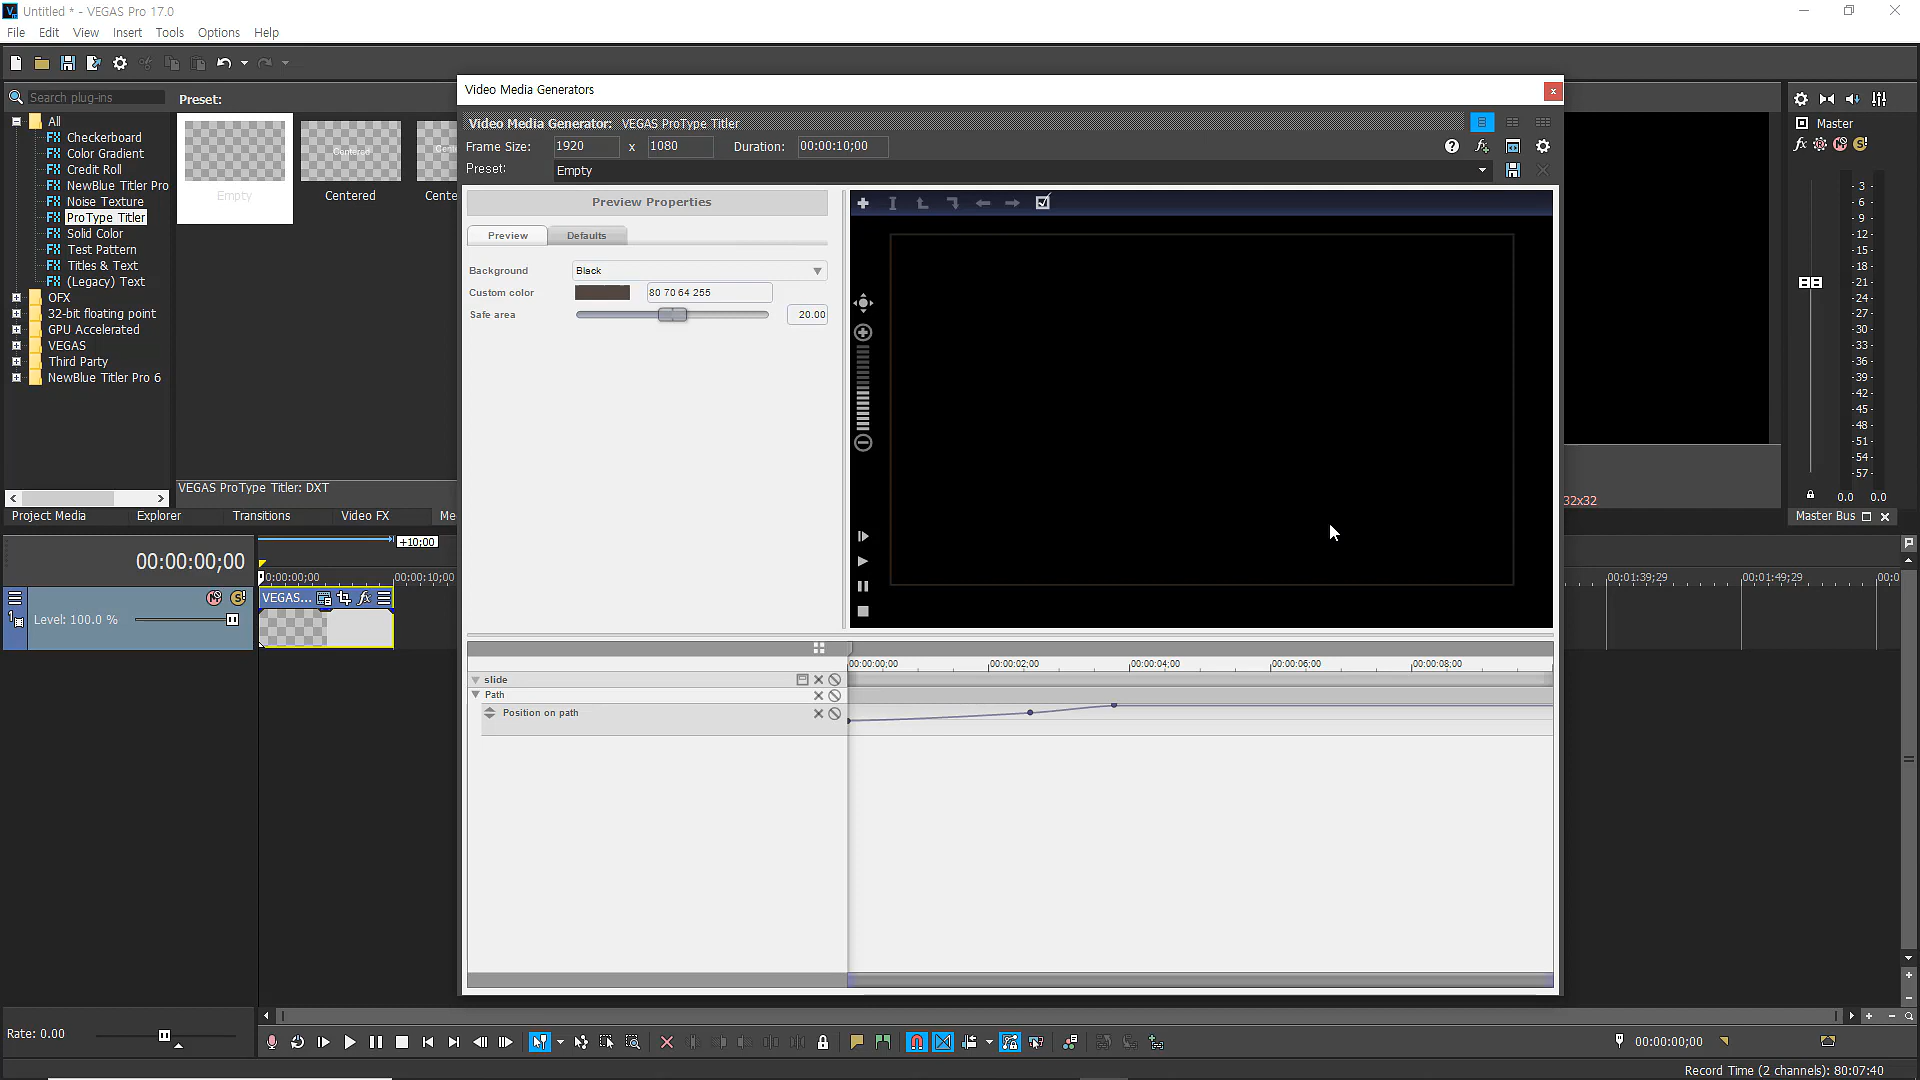 Untitled * - VEGAS Pro 17.0
File Edit View Insert Tools Options Help
Search plug-ins
Preset:
All
Checkerboard
Color Gradient
Credit Roll
NewBlue Titler Pro
Noise Texture
ProType Titler
Solid Color
Test Pattern
Titles & Text
(Legacy) Text
OFX
32-bit floating point
GPU Accelerated
VEGAS
Third Party
NewBlue Titler Pro 6
Empty
Centered
Centered
VEGAS ProType Titler: DXT
Project Media Explorer Transitions Video FX
Video Media Generators
Video Media Generator: VEGAS ProType Titler
Frame Size: 1920 x 1080 Duration: 00:00:10;00
Preset: Empty
Preview Properties
Preview Defaults
Background Black
Custom color 80 70 64 255
Safe area 20.00
00:00:00;00 00:00:02;00 00:00:04;00 00:00:06;00 00:00:08;00
slide
Path
Position on path
Master
3
6
9
-12-
-15-
-18-
-21-
-24-
-27-
-30-
-33-
-36-
-39-
-42-
-45-
-48-
-51-
-54-
-57-
0.0 0.0
32x32
Master Bus
00:00:00;00
+10;00
00:00:10;00
00:01:39;29 00:01:49;29
1
Level: 100.0 %
VEGAS...
Rate: 0.00
00:00:00;00
Record Time (2 channels): 80:07:40